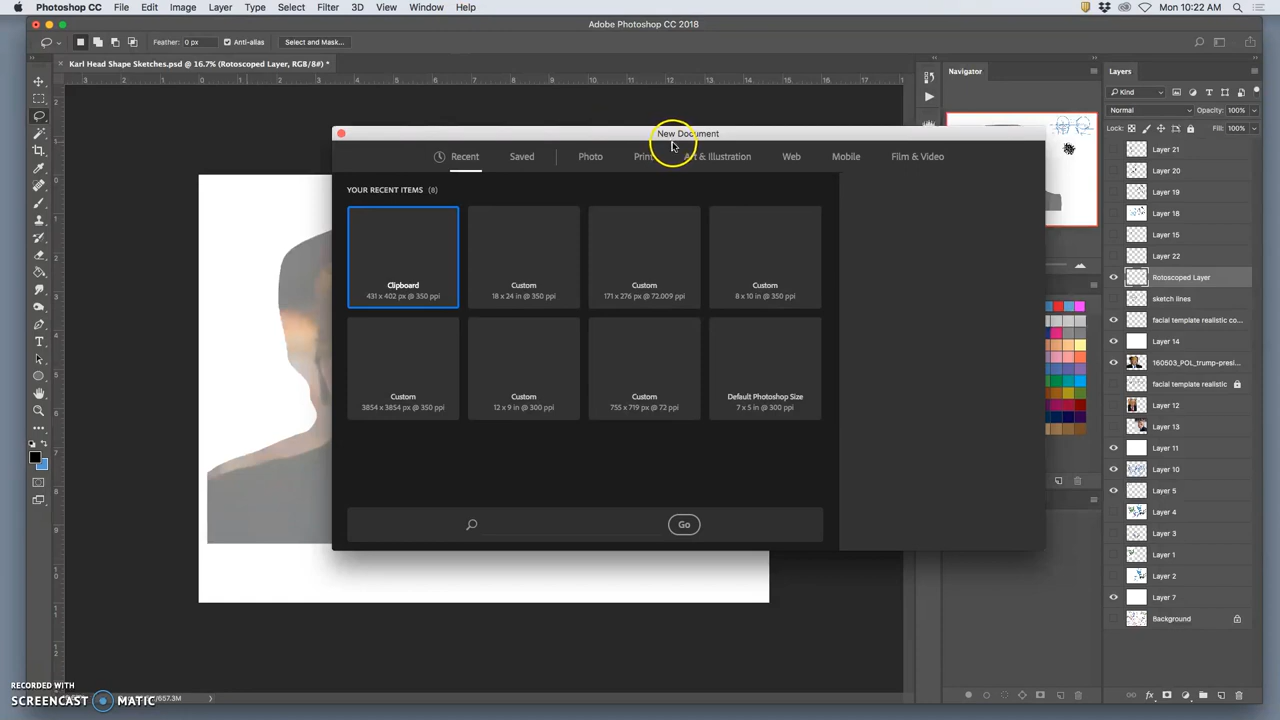 Photoshop CC File Edit Image Layer Type Select Filter 3D View Window Help Mon 10:22 AM
Adobe Photoshop CC 2018
Feather: 0 px Anti-alias Select and Mask...
Karl Head Shape Sketches.psd @ 16.7% (Rotoscoped Layer, RGB/8#) *
Navigator
Layers
Kind
Normal Opacity: 100%
Lock: Fill: 100%
New Document
Recent Saved Photo Print Art & Illustration Web Mobile Film & Video
YOUR RECENT ITEMS (8)
Clipboard
431 x 402 px @ 350 ppi
Custom
18 x 24 in @ 350 ppi
Custom
171 x 276 px @ 72.009 ppi
Custom
8 x 10 in @ 350 ppi
Custom
3854 x 3854 px @ 350 ppi
Custom
12 x 9 in @ 300 ppi
Custom
755 x 719 px @ 72 ppi
Default Photoshop Size
7 x 5 in @ 300 ppi
Go
Layer 21
Layer 20
Layer 19
Layer 18
Layer 15
Layer 22
Rotoscoped Layer
sketch lines
facial template realistic co...
Layer 14
160503_POL_trump-presi...
facial template realistic
Layer 12
Layer 13
Layer 11
Layer 10
Layer 5
Layer 4
Layer 3
Layer 1
Layer 2
Layer 7
Background
RECORDED WITH
SCREENCAST MATIC